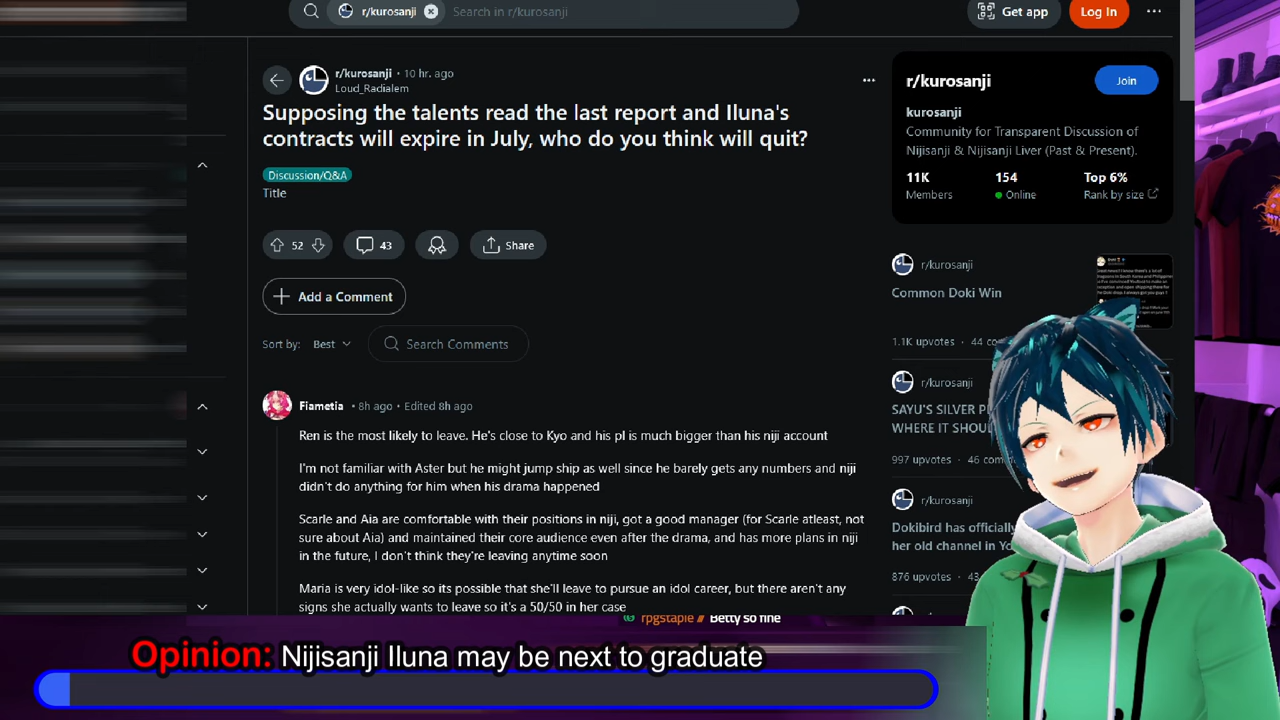 r/kurosanji
Search in r/kurosanji
Get app
Log In
r/kurosanji • 10 hr. ago
Loud_Radialem
Supposing the talents read the last report and Iluna's
contracts will expire in July, who do you think will quit?
Discussion/Q&A
Title
52
43
Share
Add a Comment
Sort by:
Best
Search Comments
Fiametia • 8h ago • Edited 8h ago
Ren is the most likely to leave. He's close to Kyo and his pl is much bigger than his niji account
I'm not familiar with Aster but he might jump ship as well since he barely gets any numbers and niji
didn't do anything for him when his drama happened
Scarle and Aia are comfortable with their positions in niji, got a good manager (for Scarle atleast, not
sure about Aia) and maintained their core audience even after the drama, and has more plans in niji
in the future, I don't think they're leaving anytime soon
Maria is very idol-like so its possible that she'll leave to pursue an idol career, but there aren't any
signs she actually wants to leave so it's a 50/50 in her case
r/kurosanji
Join
kurosanji
Community for Transparent Discussion of
Nijisanji & Nijisanji Liver (Past & Present).
11K
154
Top 6%
Members
Online
Rank by size
r/kurosanji
Common Doki Win
1.1K upvotes • 44
r/kurosanji
SAYU'S SILVER
WHERE IT
997 upvotes • 46
r/kurosanji
Dokibird has
her old channel in
876 upvotes •
rpgstaple // Betty so fine
Opinion: Nijisanji Iluna may be next to graduate